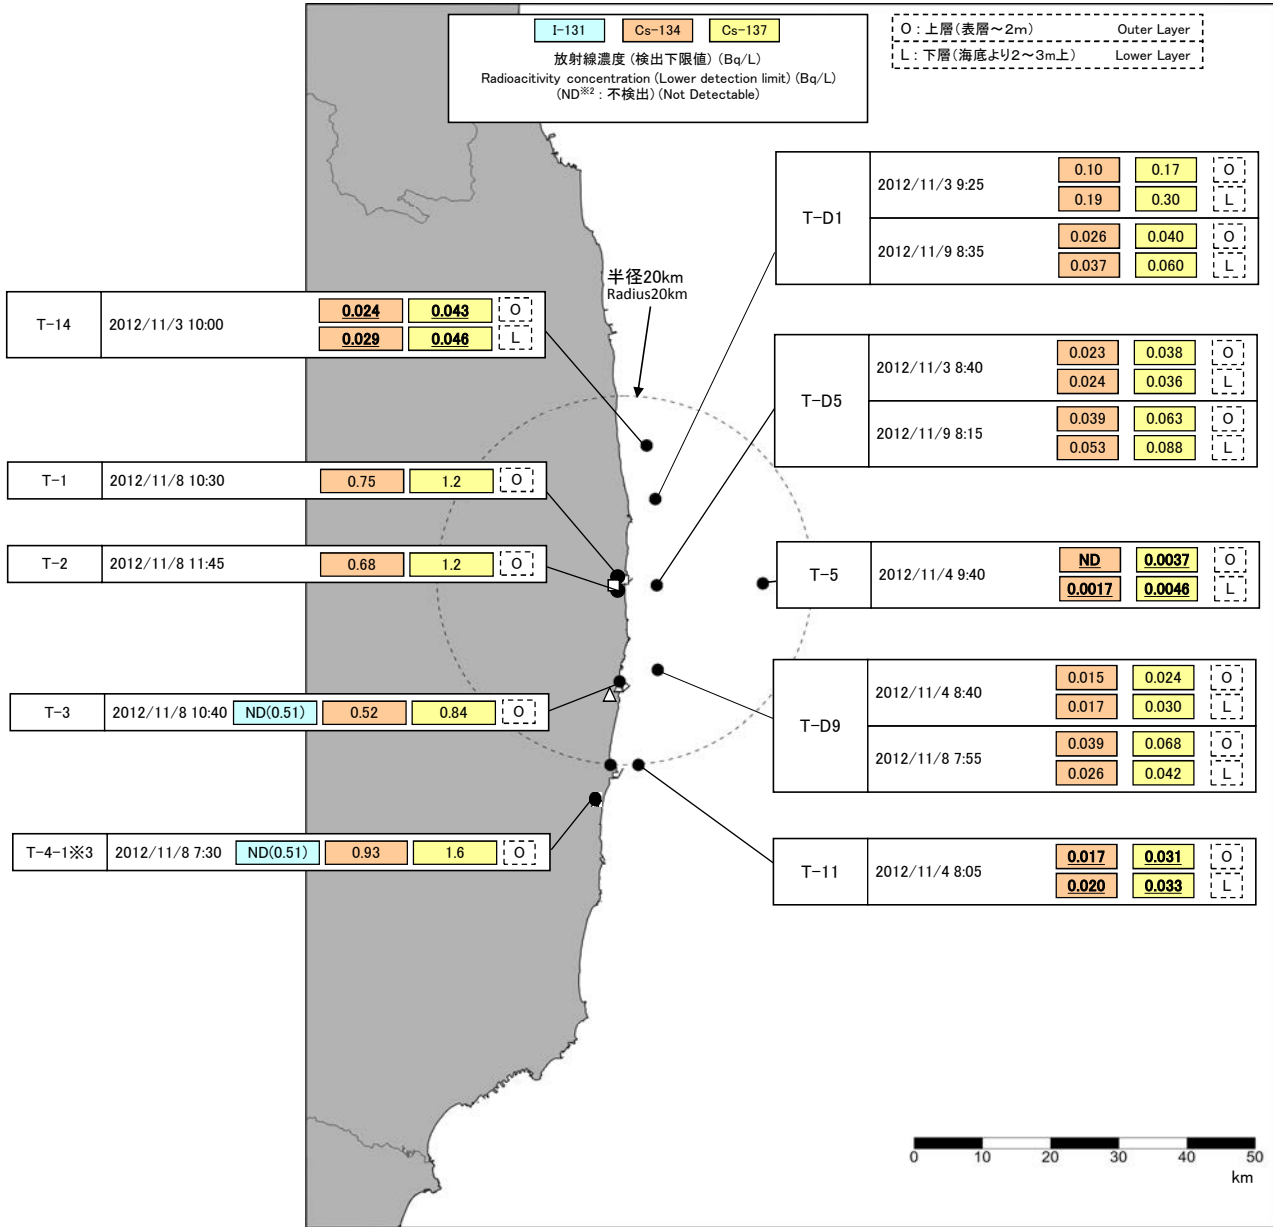 I-131 Cs-134 Cs-137
放射線濃度 (検出下限値) (Bq/L)
Radioacitivity concentration (Lower detection limit) (Bq/L)
(ND※2 : 不検出) (Not Detectable)
O : 上層(表層～2m) Outer Layer
L : 下層(海底より2～3m上) Lower Layer
T-D1
2012/11/3 9:25 0.10 0.17 O
0.19 0.30 L
2012/11/9 8:35 0.026 0.040 O
0.037 0.060 L
半径20km
Radius20km
T-14 2012/11/3 10:00 0.024 0.043 O
0.029 0.046 L
T-D5
2012/11/3 8:40 0.023 0.038 O
0.024 0.036 L
2012/11/9 8:15 0.039 0.063 O
0.053 0.088 L
T-1 2012/11/8 10:30 0.75 1.2 O
T-2 2012/11/8 11:45 0.68 1.2 O
T-5 2012/11/4 9:40 ND 0.0037 O
0.0017 0.0046 L
T-3 2012/11/8 10:40 ND(0.51) 0.52 0.84 O
T-D9
2012/11/4 8:40 0.015 0.024 O
0.017 0.030 L
2012/11/8 7:55 0.039 0.068 O
0.026 0.042 L
T-4-1※3 2012/11/8 7:30 ND(0.51) 0.93 1.6 O
T-11 2012/11/4 8:05 0.017 0.031 O
0.020 0.033 L
0 10 20 30 40 50
km